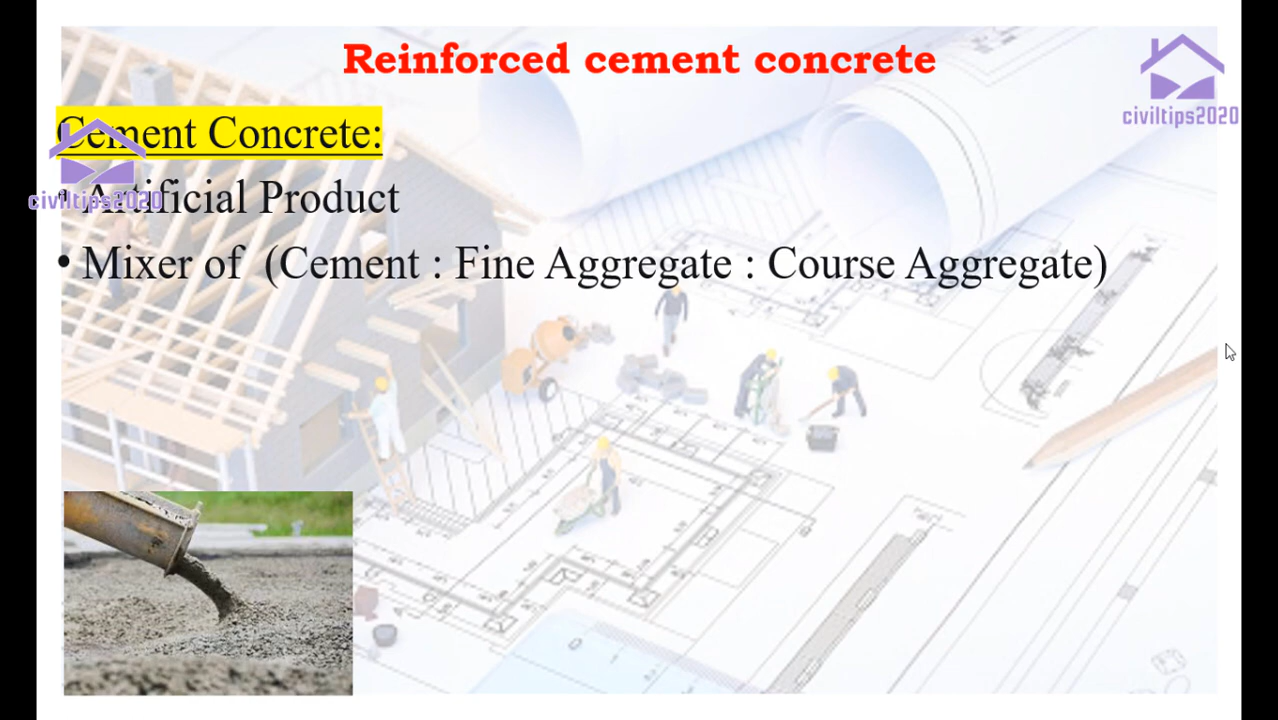 Reinforced cement concrete
civiltips2020
Cement Concrete:
civiltips2020
• Artificial Product
• Mixer of (Cement : Fine Aggregate : Course Aggregate)